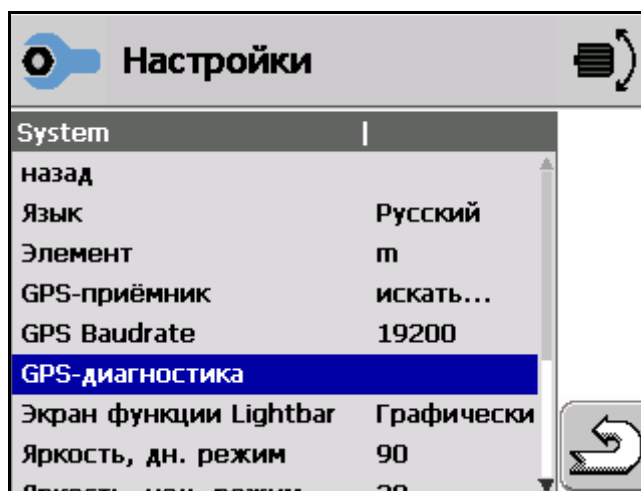 Настройки
System
назад
Язык Русский
Элемент m
GPS-приёмник искать...
GPS Baudrate 19200
GPS-диагностика
Экран функции Lightbar Графически
Яркость, дн. режим 90